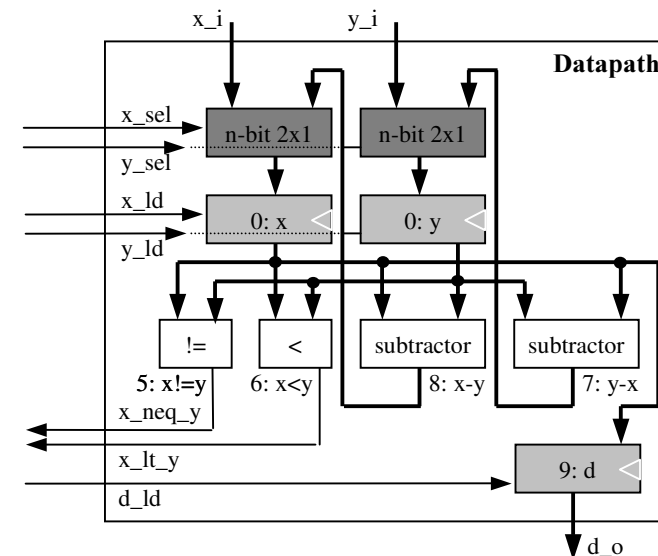 x_i
y_i
Datapath
x_sel
n-bit 2x1
n-bit 2x1
y_sel
x_ld
0: x
0: y
y_ld
!=
<
subtractor
subtractor
5: x!=y
6: x<y
8: x-y
7: y-x
x_neq_y
x_lt_y
9: d
d_ld
d_o